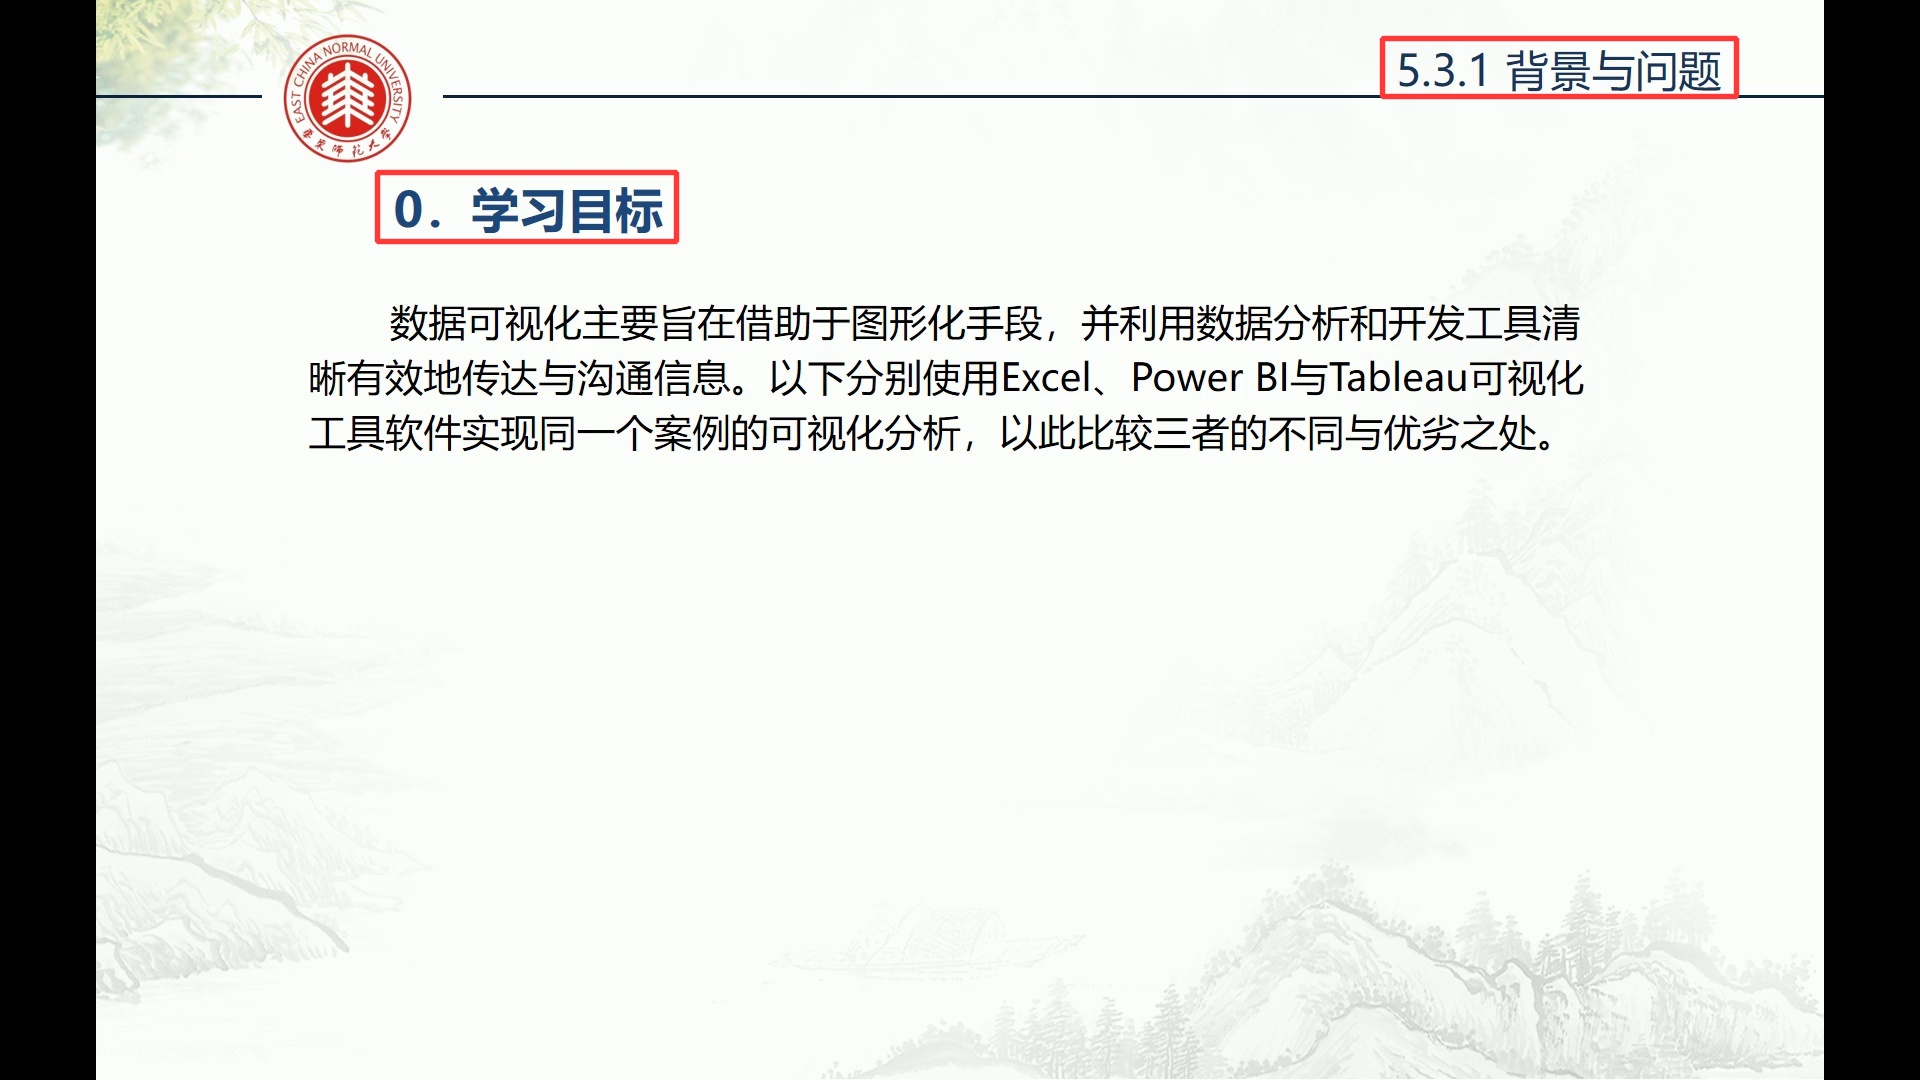 EAST CHINA NORMAL UNIVERSITY
华东师范大学
5.3.1 背景与问题
0. 学习目标
数据可视化主要旨在借助于图形化手段，并利用数据分析和开发工具清
晰有效地传达与沟通信息。以下分别使用Excel、Power BI与Tableau可视化
工具软件实现同一个案例的可视化分析，以此比较三者的不同与优劣之处。